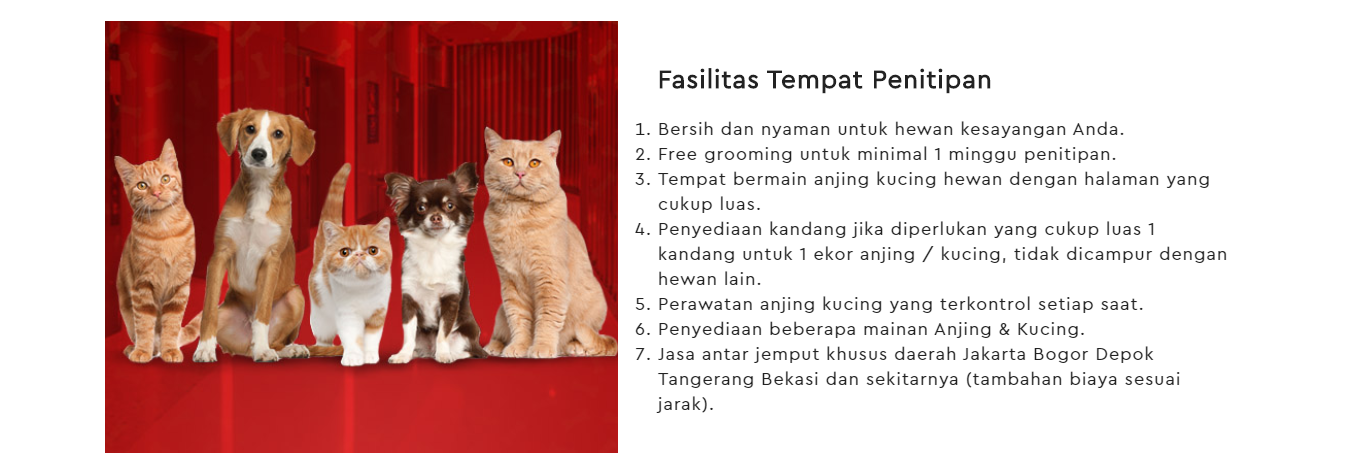 Fasilitas Tempat Penitipan
1. Bersih dan nyaman untuk hewan kesayangan Anda.
2. Free grooming untuk minimal 1 minggu penitipan.
3. Tempat bermain anjing kucing hewan dengan halaman yang
cukup luas.
4. Penyediaan kandang jika diperlukan yang cukup luas 1
kandang untuk 1 ekor anjing / kucing, tidak dicampur dengan
hewan lain.
5. Perawatan anjing kucing yang terkontrol setiap saat.
6. Penyediaan beberapa mainan Anjing & Kucing.
7. Jasa antar jemput khusus daerah Jakarta Bogor Depok
Tangerang Bekasi dan sekitarnya (tambahan biaya sesuai
jarak).